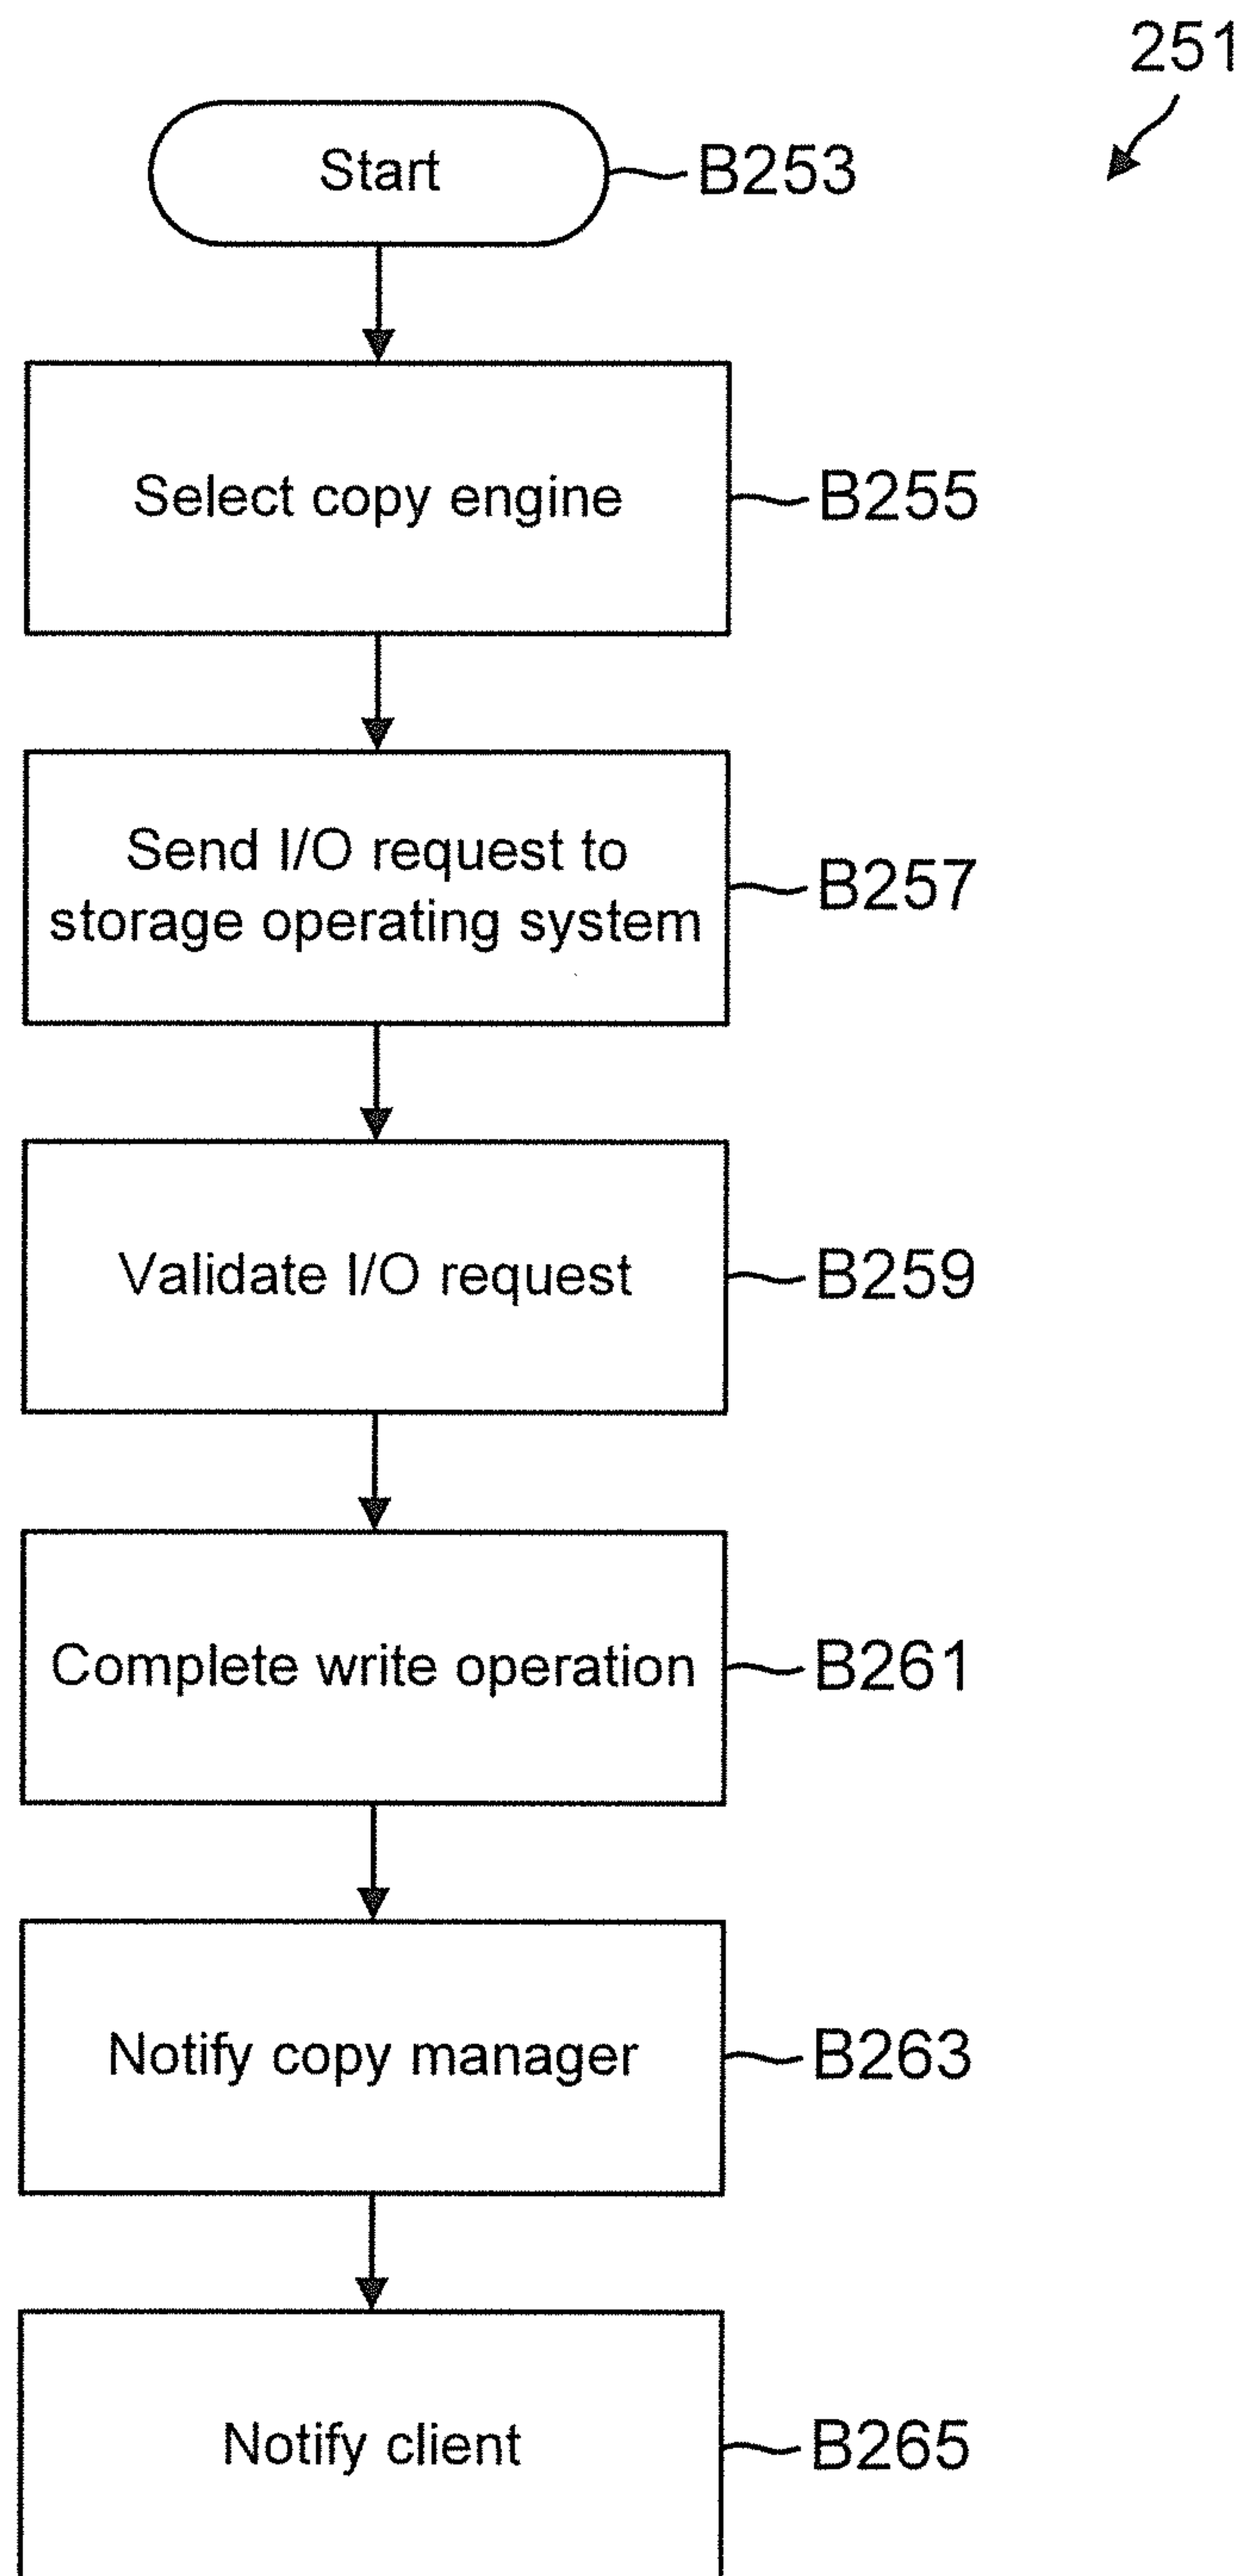 251
Start
B253
Select copy engine
B255
Send I/O request to
storage operating system
B257
Validate I/O request
B259
Complete write operation
B261
Notify copy manager
B263
Notify client
B265